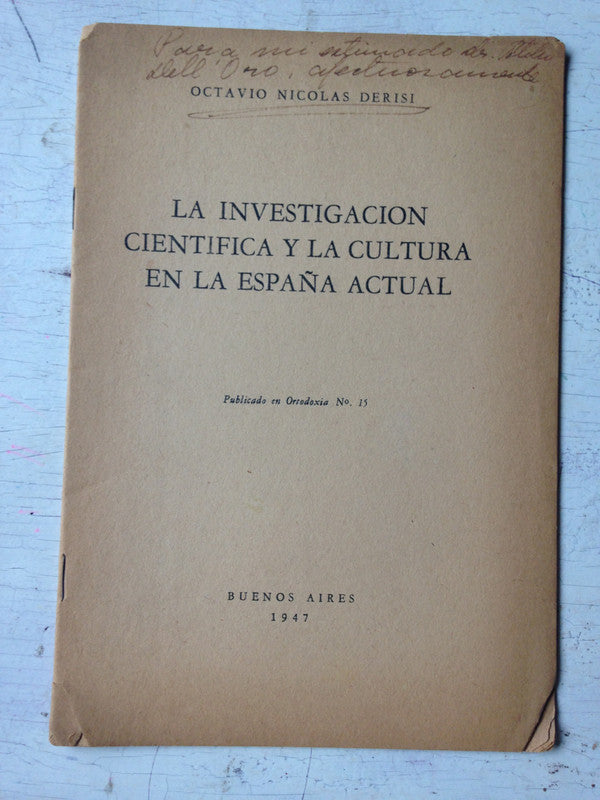 Para mi estimado dr. Aldo
Dell'Oro, afectuosamente
OCTAVIO NICOLAS DERISI
LA INVESTIGACION
CIENTIFICA Y LA CULTURA
EN LA ESPAÑA ACTUAL
Publicado en Ortodoxia Nº. 15
BUENOS AIRES
1947